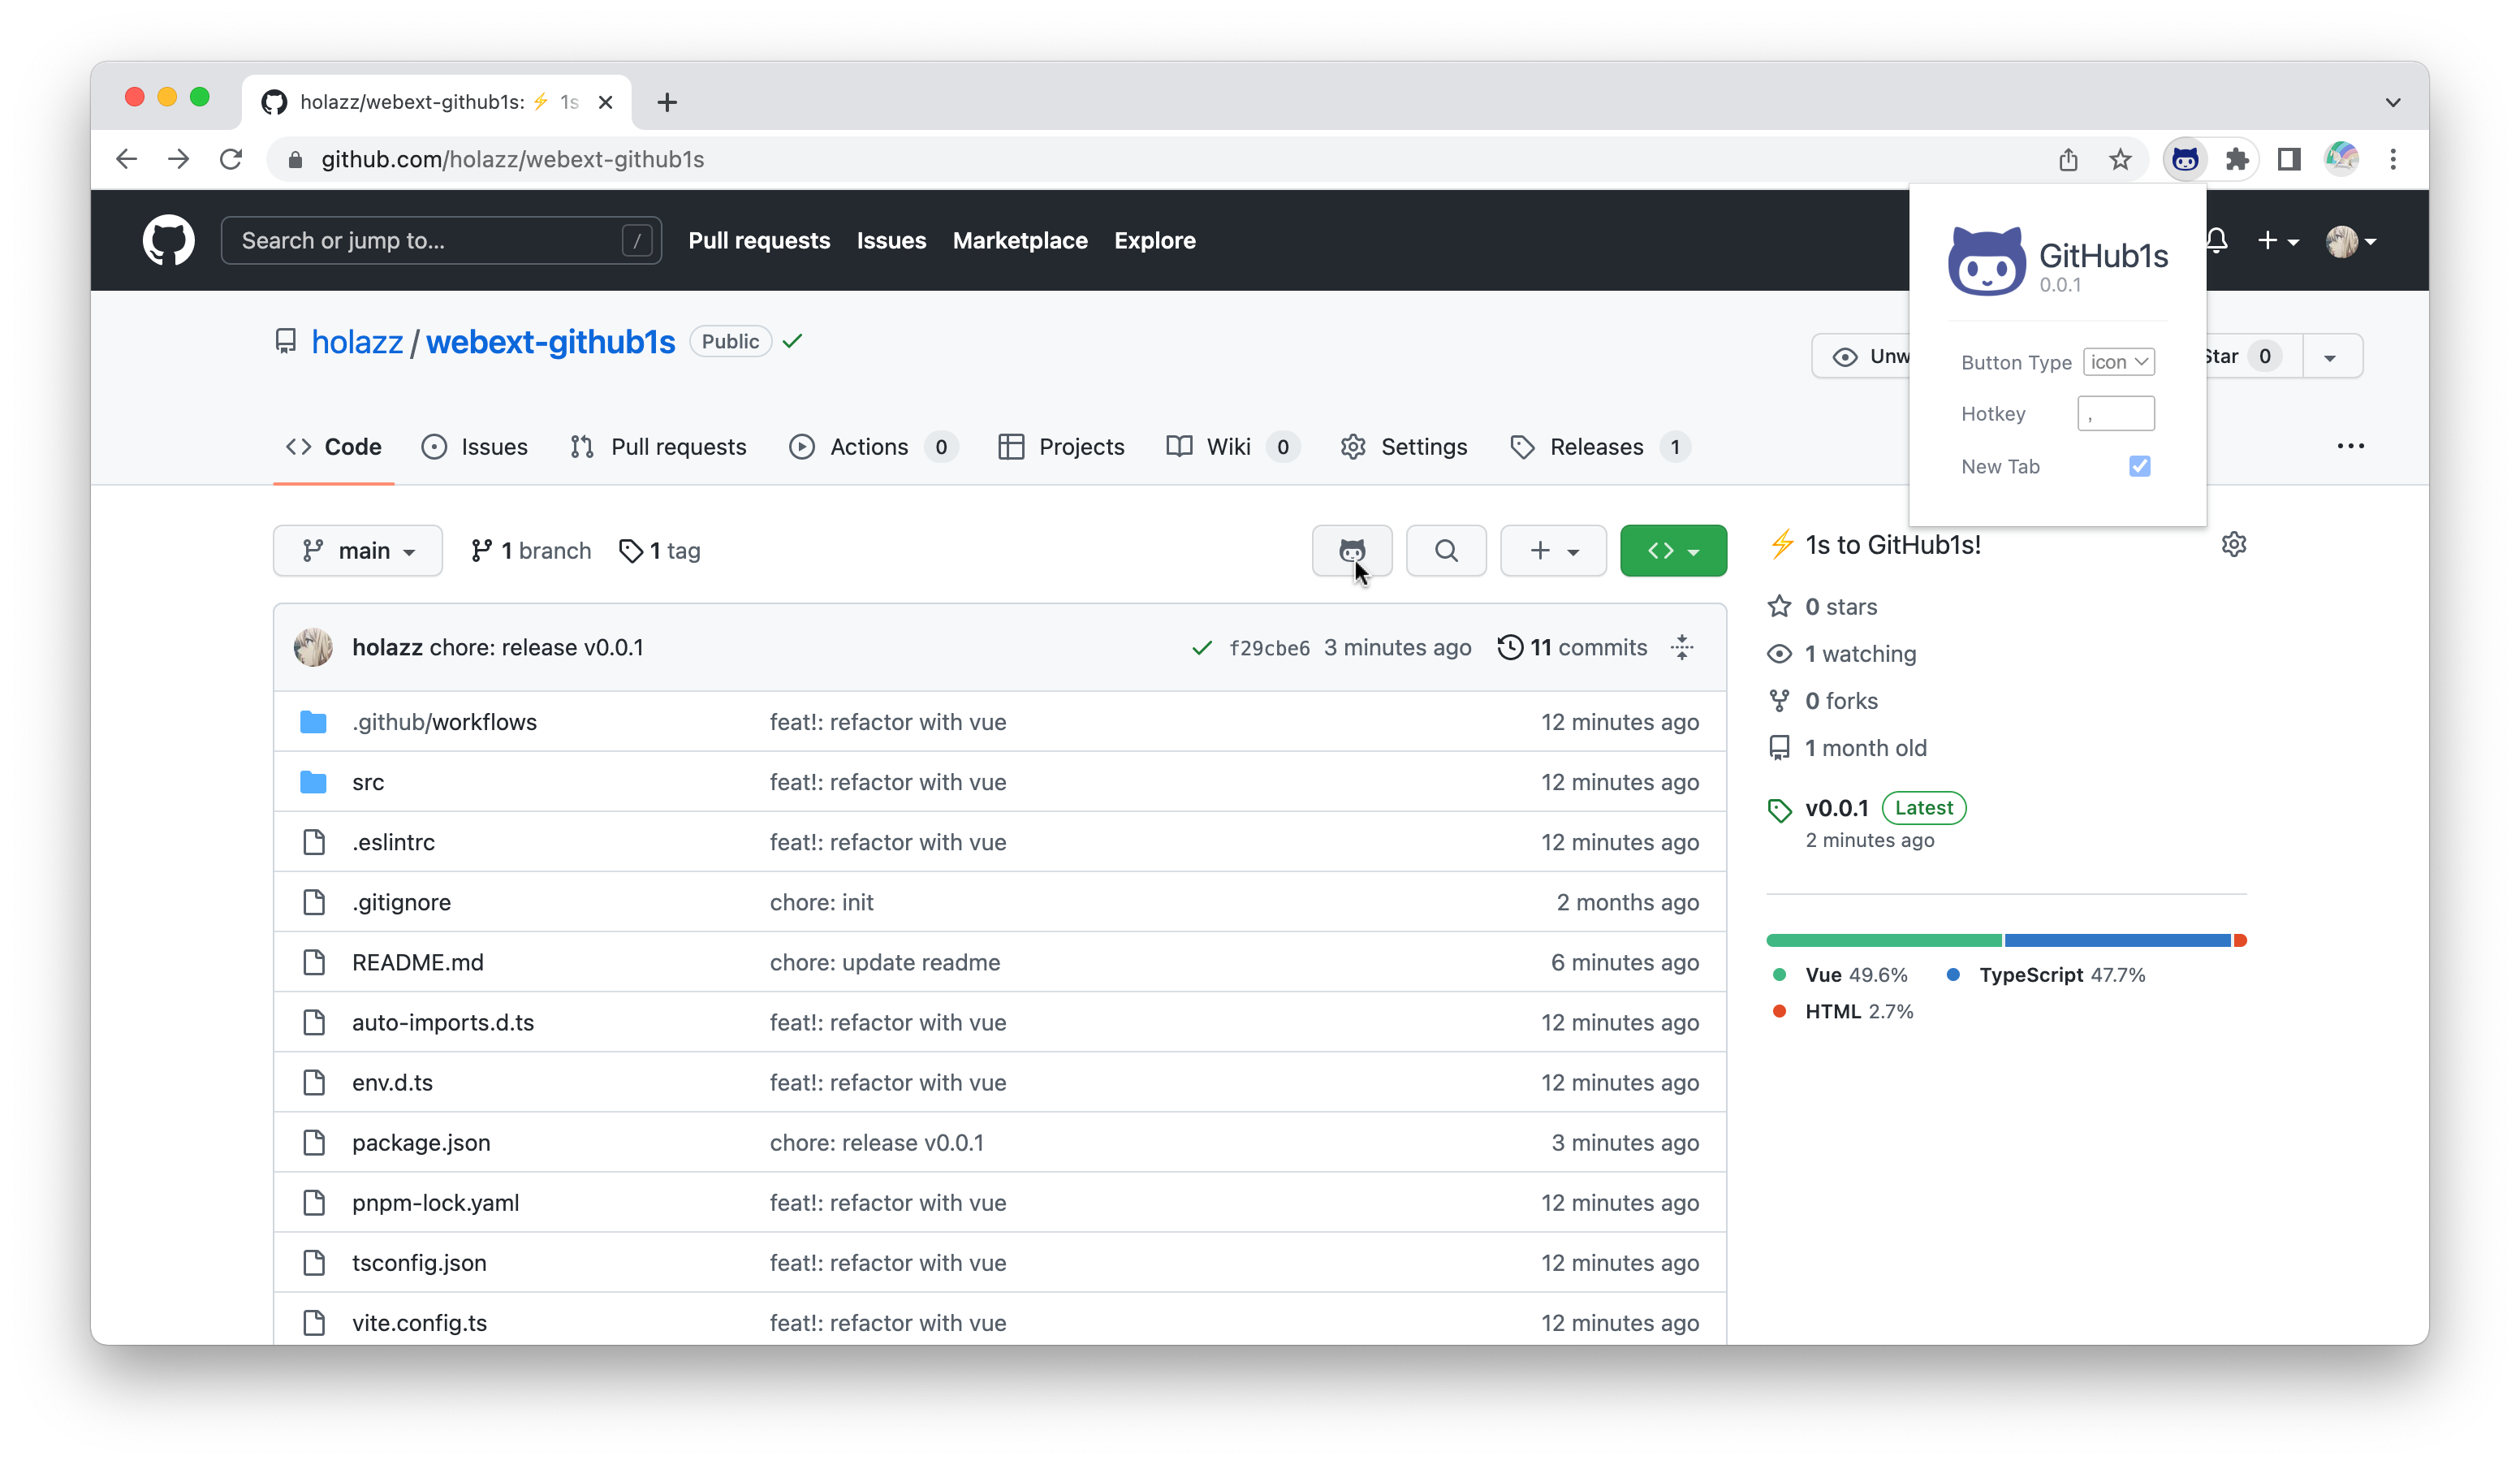 holazz/webext-github1s: ⚡ 1s
github.com/holazz/webext-github1s
Search or jump to... /
Pull requests Issues Marketplace Explore
GitHub1s
0.0.1
Button Type icon
Hotkey ,
New Tab
holazz / webext-github1s Public
Unw
Star 0
Code Issues Pull requests Actions 0 Projects Wiki 0 Settings Releases 1
main 1 branch 1 tag
holazz chore: release v0.0.1 f29cbe6 3 minutes ago 11 commits
.github/workflows feat!: refactor with vue 12 minutes ago
src feat!: refactor with vue 12 minutes ago
.eslintrc feat!: refactor with vue 12 minutes ago
.gitignore chore: init 2 months ago
README.md chore: update readme 6 minutes ago
auto-imports.d.ts feat!: refactor with vue 12 minutes ago
env.d.ts feat!: refactor with vue 12 minutes ago
package.json chore: release v0.0.1 3 minutes ago
pnpm-lock.yaml feat!: refactor with vue 12 minutes ago
tsconfig.json feat!: refactor with vue 12 minutes ago
vite.config.ts feat!: refactor with vue 12 minutes ago
⚡ 1s to GitHub1s!
0 stars
1 watching
0 forks
1 month old
v0.0.1 Latest
2 minutes ago
Vue 49.6% TypeScript 47.7%
HTML 2.7%